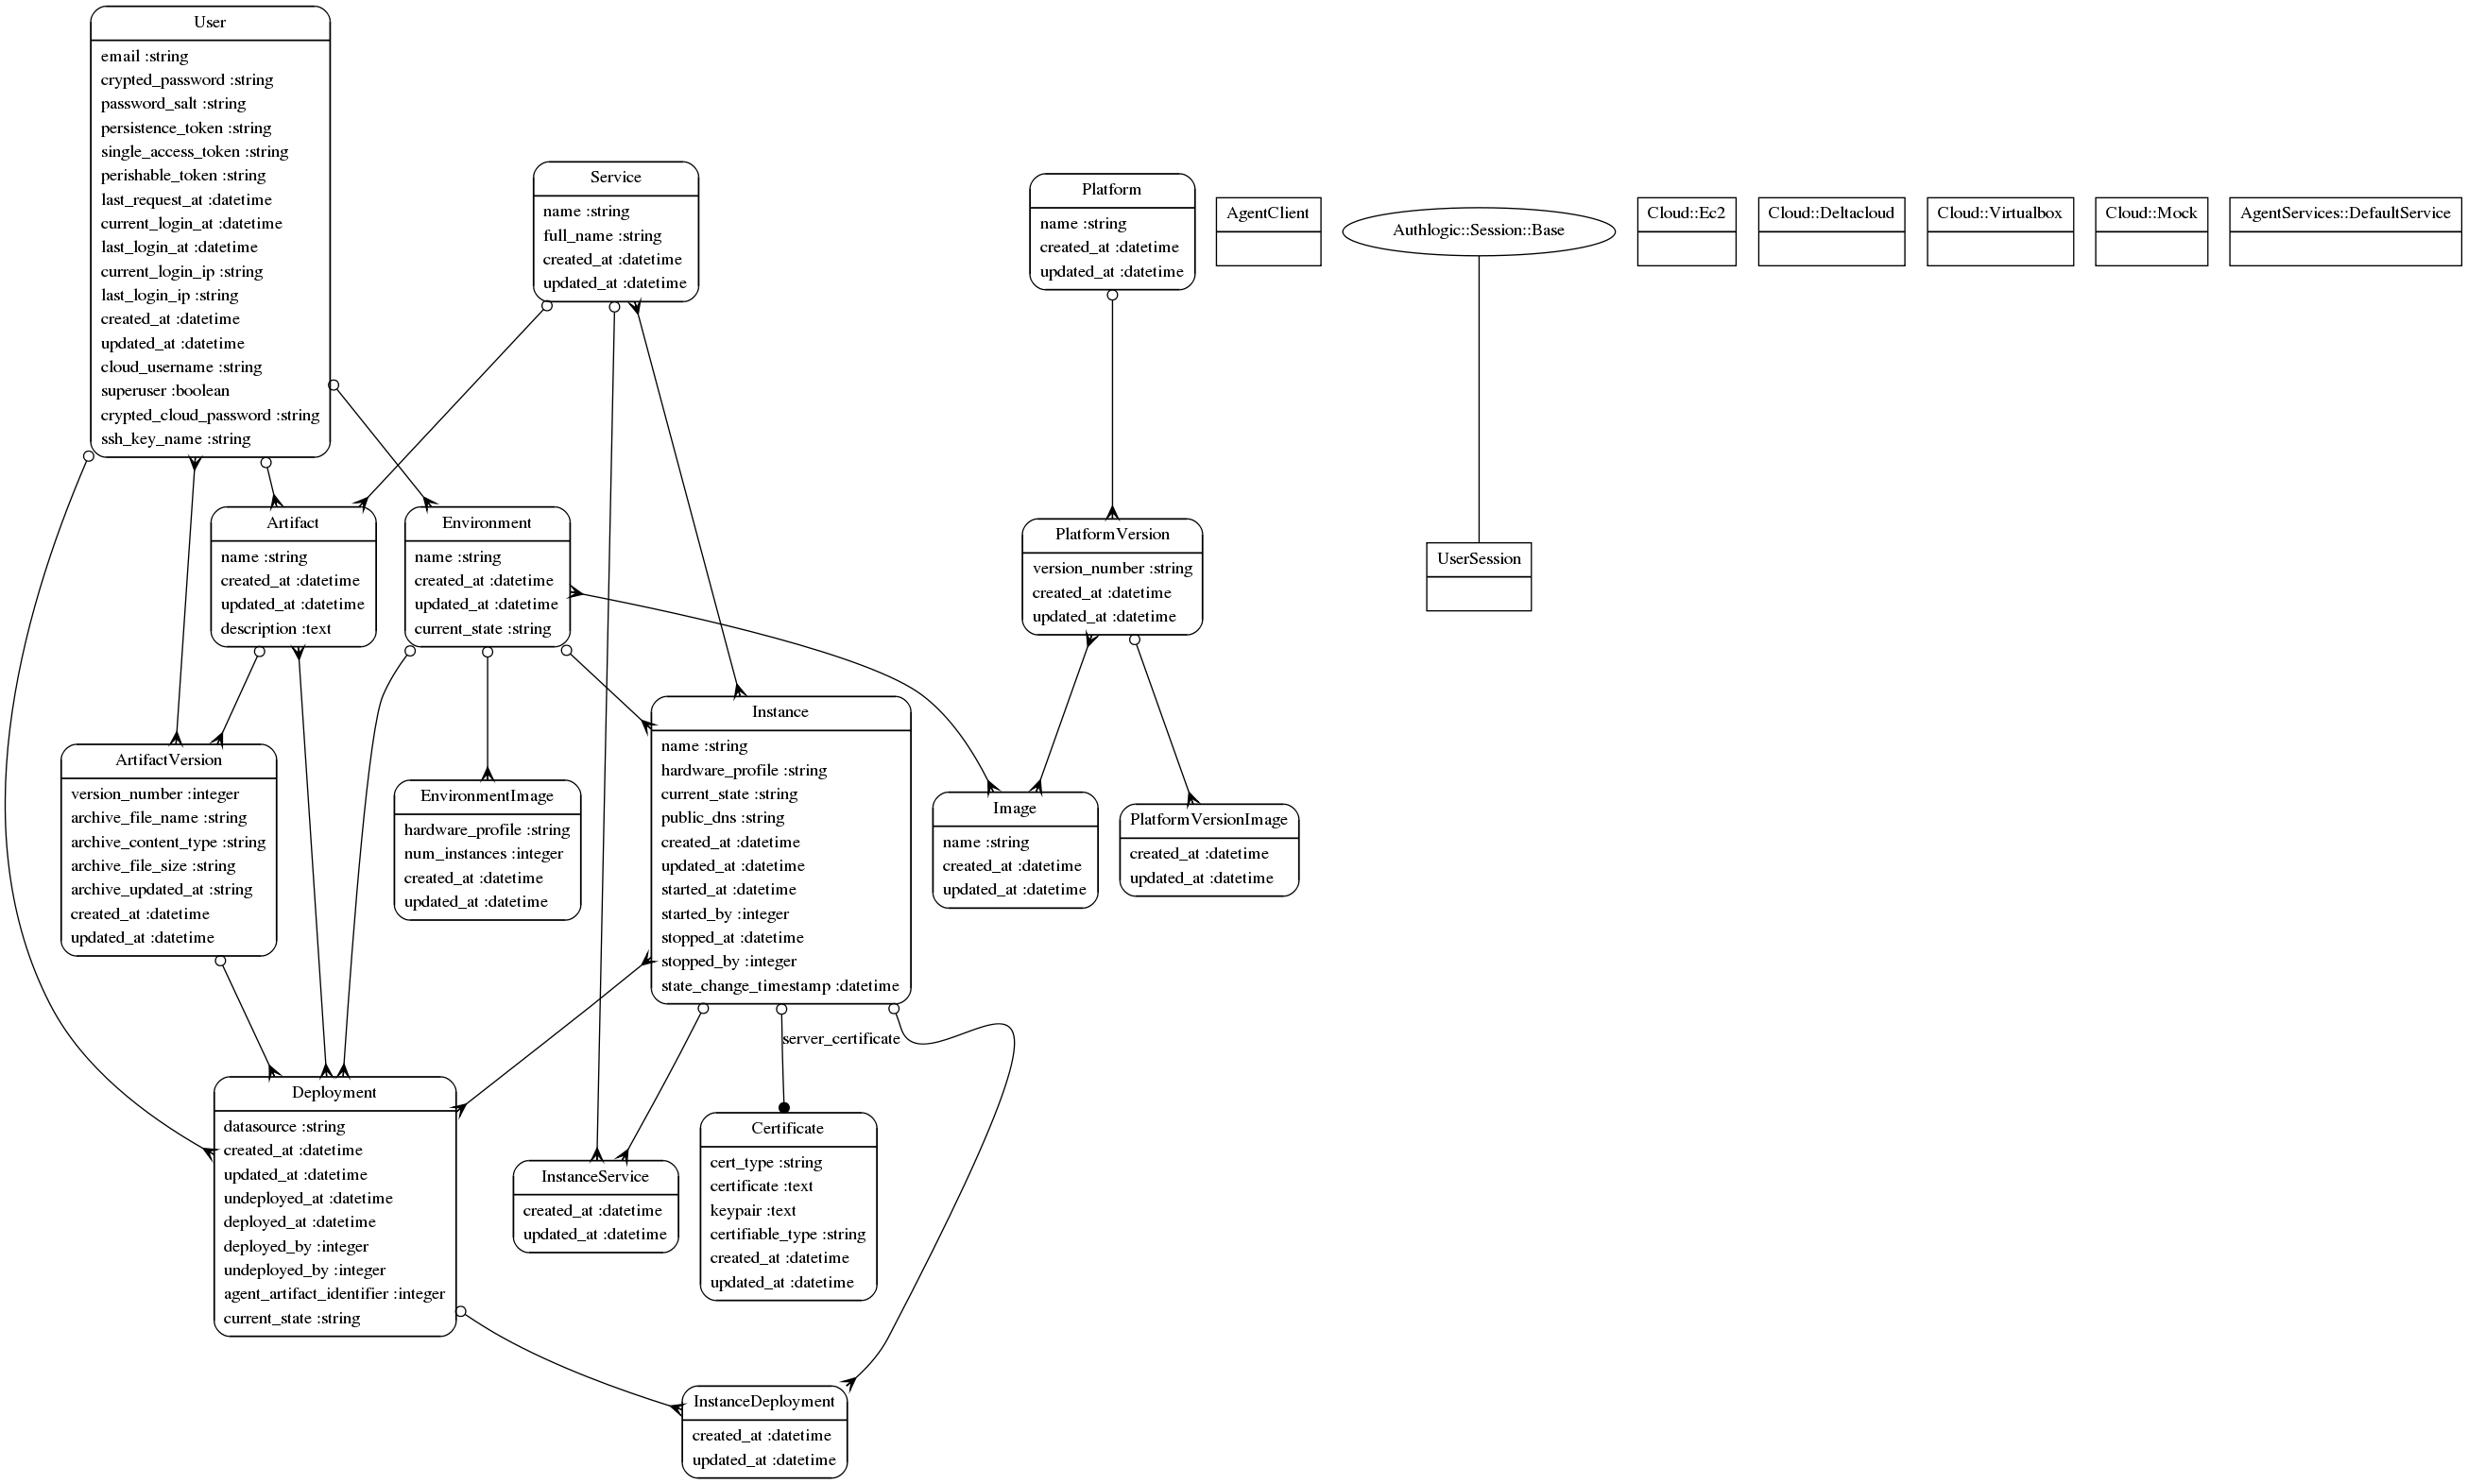 User
email :string
crypted_password :string
password_salt :string
persistence_token :string
single_access_token :string
perishable_token :string
last_request_at :datetime
current_login_at :datetime
last_login_at :datetime
current_login_ip :string
last_login_ip :string
created_at :datetime
updated_at :datetime
cloud_username :string
superuser :boolean
crypted_cloud_password :string
ssh_key_name :string
Service
name :string
full_name :string
created_at :datetime
updated_at :datetime
Platform
name :string
created_at :datetime
updated_at :datetime
AgentClient
Authlogic::Session::Base
Cloud::Ec2
Cloud::Deltacloud
Cloud::Virtualbox
Cloud::Mock
AgentServices::DefaultService
Artifact
name :string
created_at :datetime
updated_at :datetime
description :text
Environment
name :string
created_at :datetime
updated_at :datetime
current_state :string
PlatformVersion
version_number :string
created_at :datetime
updated_at :datetime
UserSession
ArtifactVersion
version_number :integer
archive_file_name :string
archive_content_type :string
archive_file_size :string
archive_updated_at :string
created_at :datetime
updated_at :datetime
EnvironmentImage
hardware_profile :string
num_instances :integer
created_at :datetime
updated_at :datetime
Instance
name :string
hardware_profile :string
current_state :string
public_dns :string
created_at :datetime
updated_at :datetime
started_at :datetime
started_by :integer
stopped_at :datetime
stopped_by :integer
state_change_timestamp :datetime
Image
name :string
created_at :datetime
updated_at :datetime
PlatformVersionImage
created_at :datetime
updated_at :datetime
server_certificate
Deployment
datasource :string
created_at :datetime
updated_at :datetime
undeployed_at :datetime
deployed_at :datetime
deployed_by :integer
undeployed_by :integer
agent_artifact_identifier :integer
current_state :string
InstanceService
created_at :datetime
updated_at :datetime
Certificate
cert_type :string
certificate :text
keypair :text
certifiable_type :string
created_at :datetime
updated_at :datetime
InstanceDeployment
created_at :datetime
updated_at :datetime